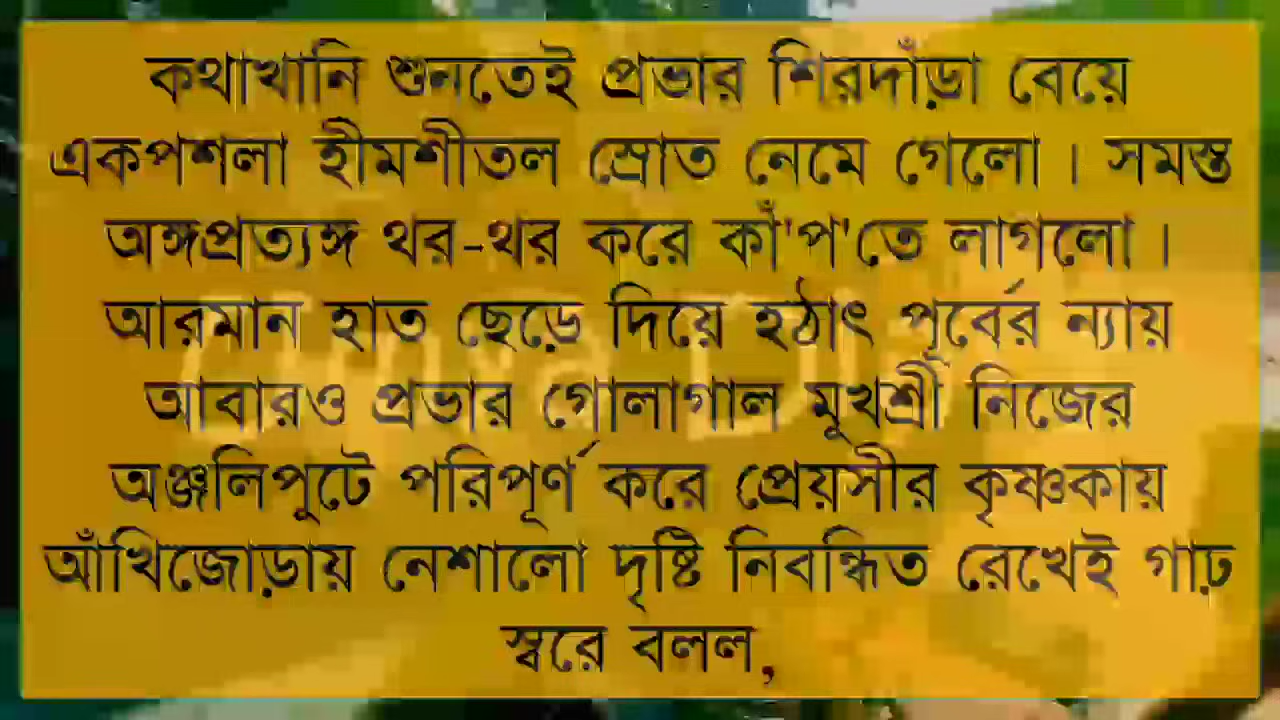 কথাখানি শুনতেই প্রভার শিরদাঁড়া বেয়ে
একপশলা হীমশীতল স্রোত নেমে গেলো। সমস্ত
অঙ্গপ্রত্যঙ্গ থর-থর করে কাঁ'প'তে লাগলো।
আরমান হাত ছেড়ে দিয়ে হঠাৎ পূর্বের ন্যায়
আবারও প্রভার গোলাগাল মুখশ্রী নিজের
অঞ্জলিপুটে পরিপূর্ণ করে প্রেয়সীর কৃষ্ণকায়
আঁখিজোড়ায় নেশালো দৃষ্টি নিবন্ধিত রেখেই গাঢ়
স্বরে বলল,